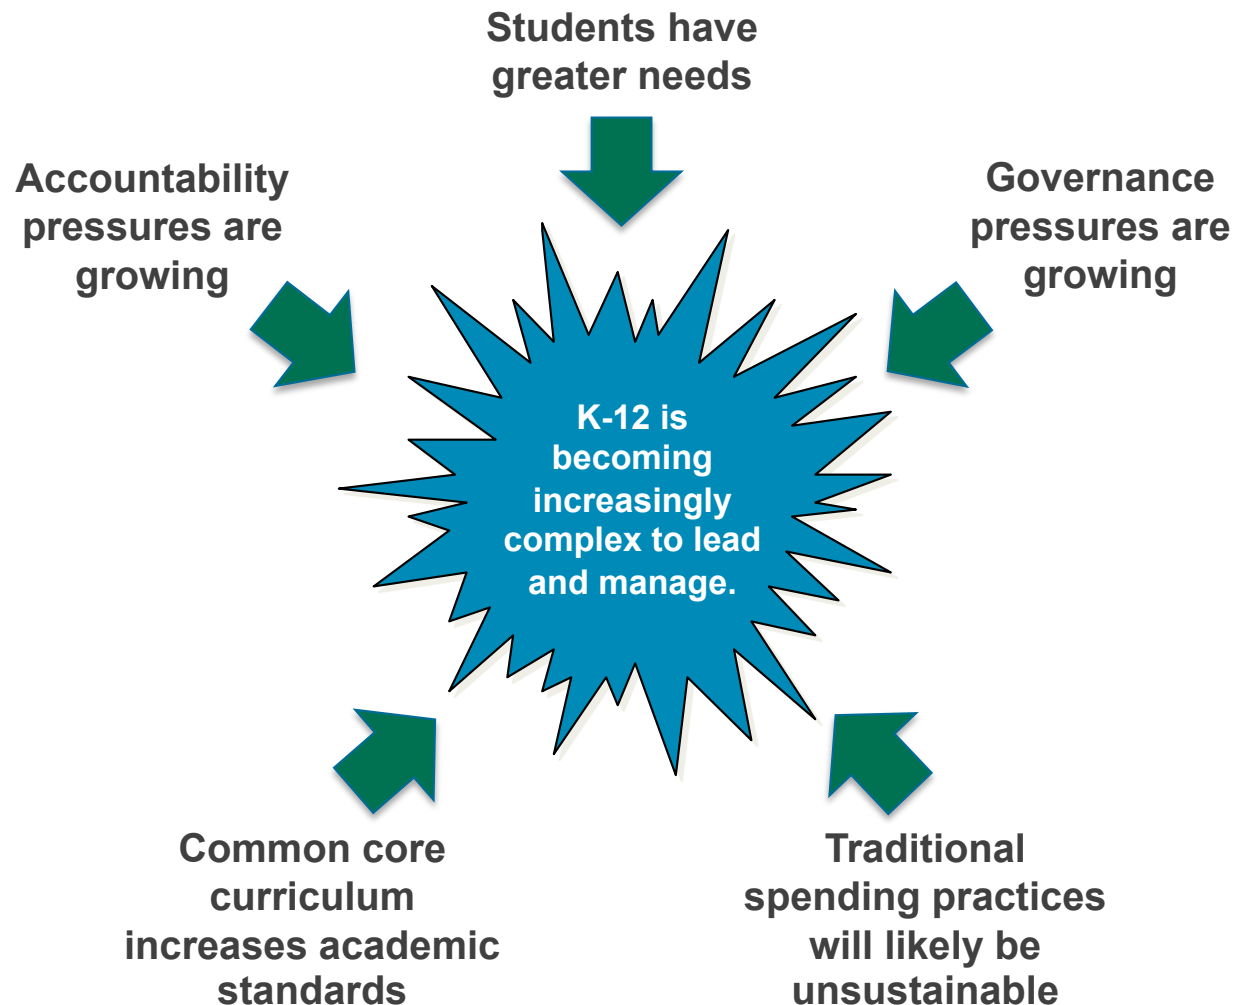 Students have
greater needs
Accountability
pressures are
growing
Governance
pressures are
growing
K-12 is
becoming
increasingly
complex to lead
and manage.
Common core
curriculum
increases academic
standards
Traditional
spending practices
will likely be
unsustainable